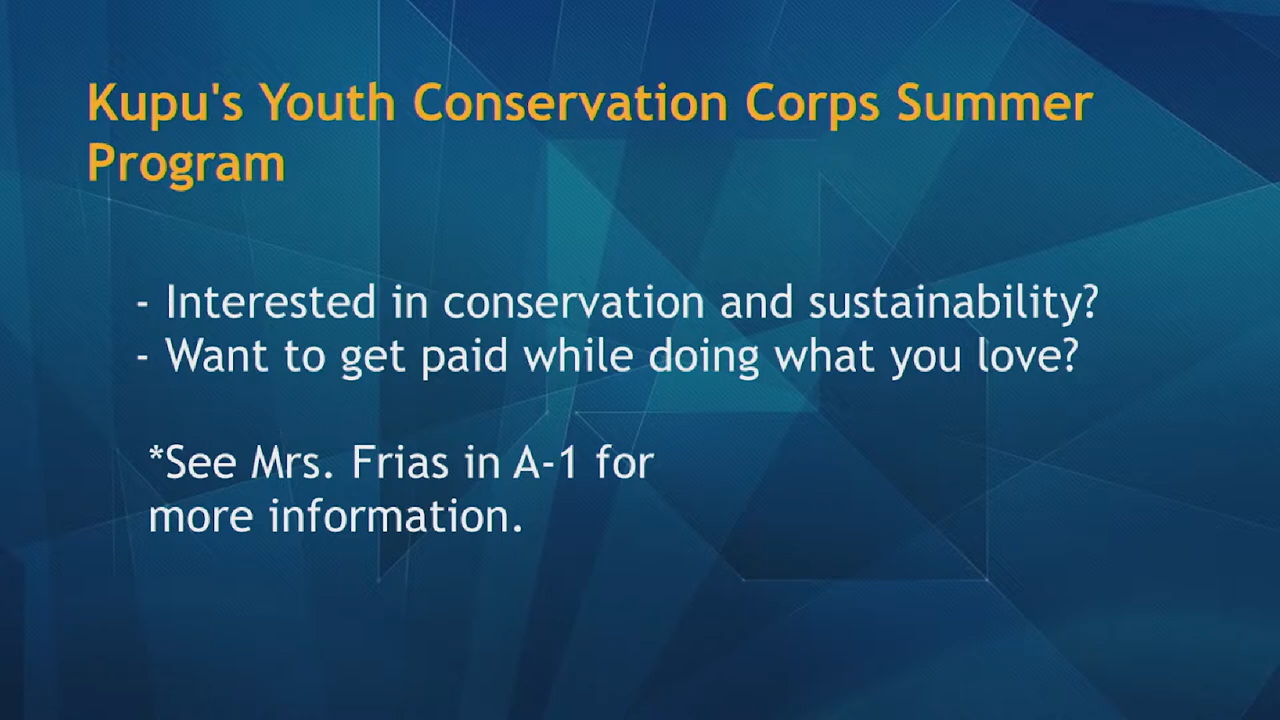 Kupu's Youth Conservation Corps Summer
Program
- Interested in conservation and sustainability?
- Want to get paid while doing what you love?
*See Mrs. Frias in A-1 for
more information.